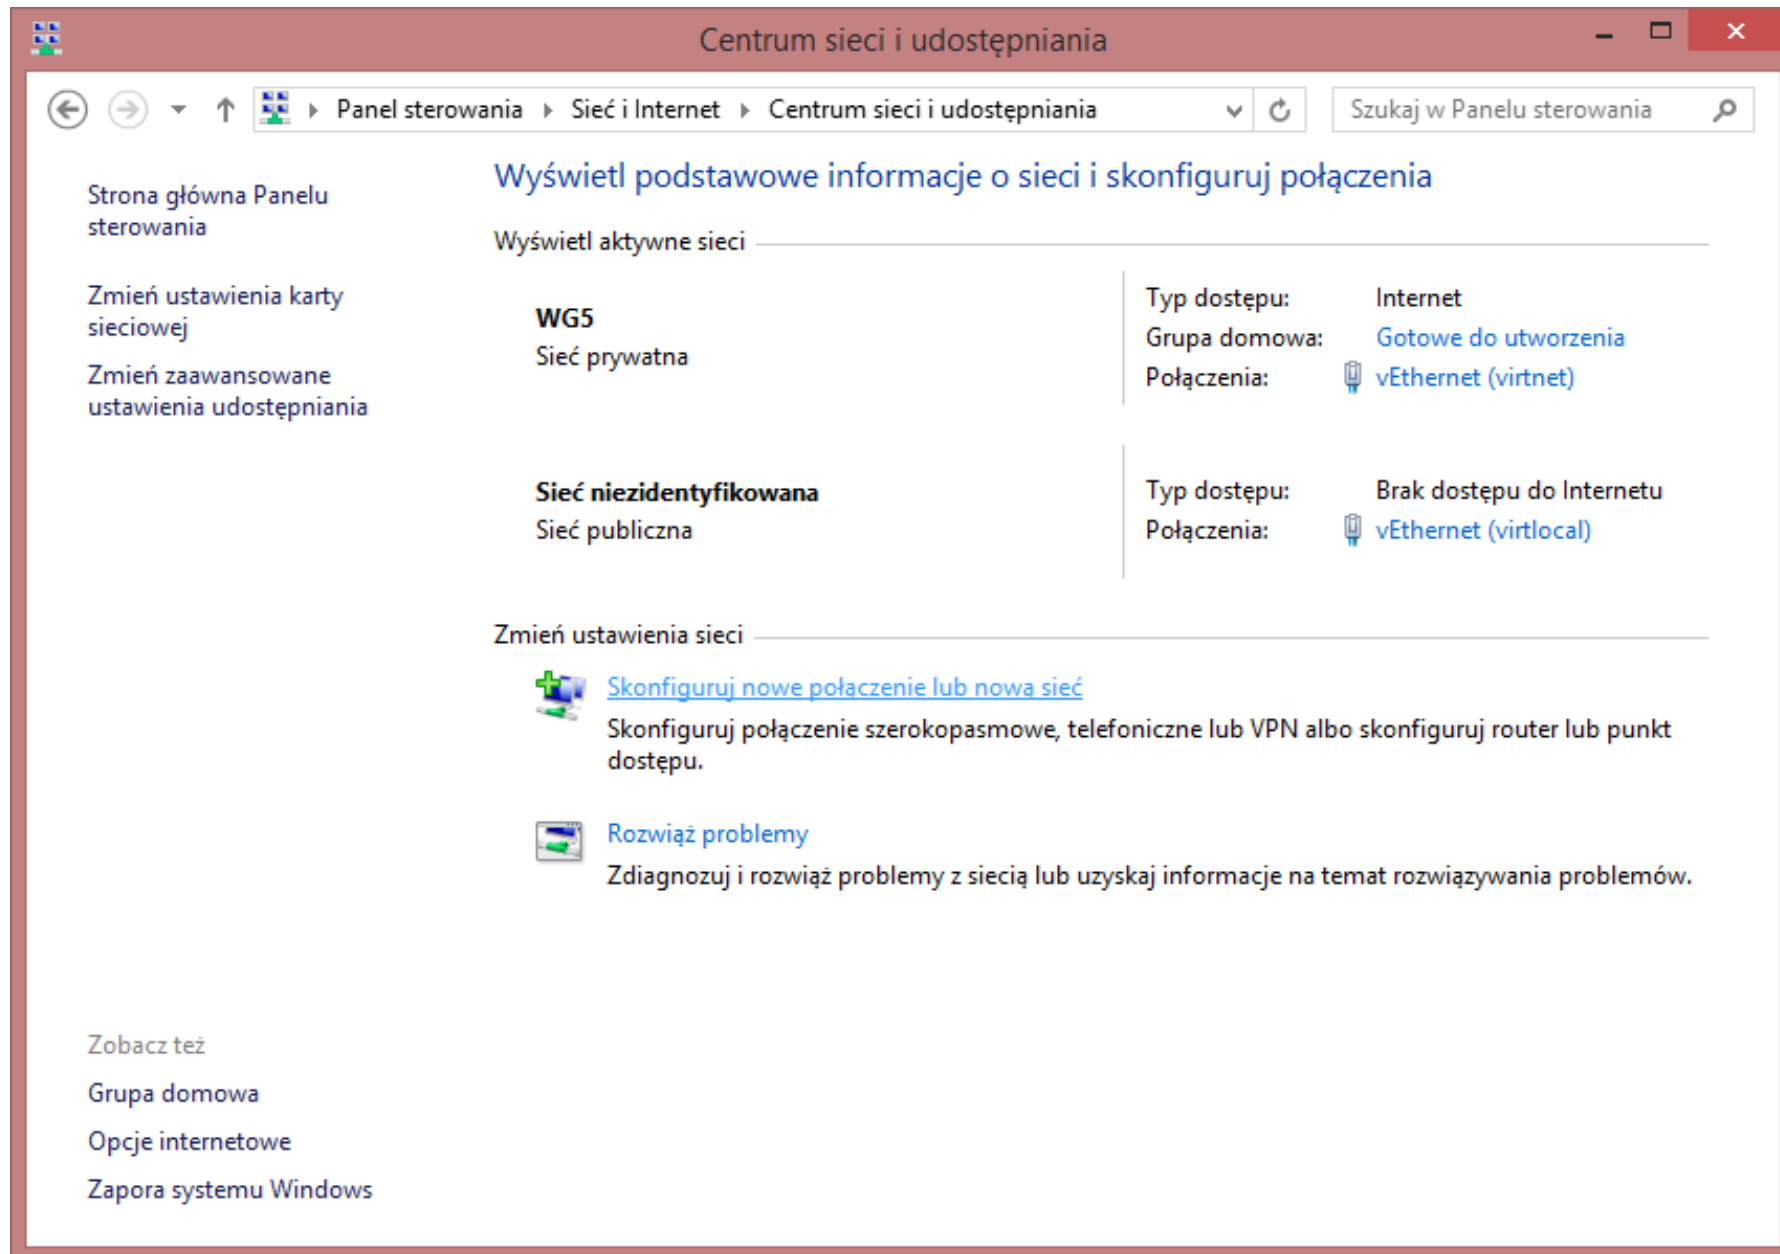 Centrum sieci i udostępniania
Panel sterowania Sieć i Internet Centrum sieci i udostępniania Szukaj w Panelu sterowania
Strona główna Panelu
sterowania
Zmień ustawienia karty
sieciowej
Zmień zaawansowane
ustawienia udostępniania
Wyświetl podstawowe informacje o sieci i skonfiguruj połączenia
Wyświetl aktywne sieci
WG5
Sieć prywatna
Typ dostępu: Internet
Grupa domowa: Gotowe do utworzenia
Połączenia: vEthernet (virtnet)
Sieć niezidentyfikowana
Sieć publiczna
Typ dostępu: Brak dostępu do Internetu
Połączenia: vEthernet (virtlocal)
Zmień ustawienia sieci
Skonfiguruj nowe połączenie lub nową sieć
Skonfiguruj połączenie szerokopasmowe, telefoniczne lub VPN albo skonfiguruj router lub punkt
dostępu.
Rozwiąż problemy
Zdiagnozuj i rozwiąż problemy z siecią lub uzyskaj informacje na temat rozwiązywania problemów.
Zobacz też
Grupa domowa
Opcje internetowe
Zapora systemu Windows